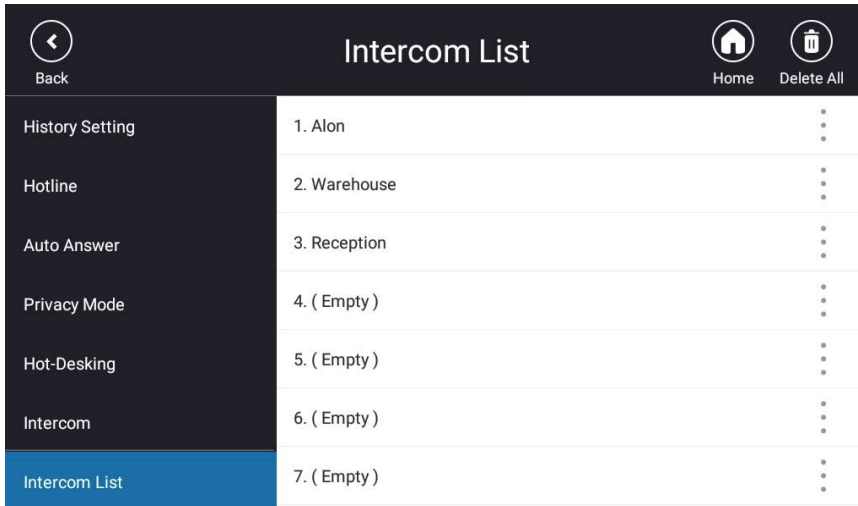 Intercom List
Back
Home
Delete All
History Setting
Hotline
Auto Answer
Privacy Mode
Hot-Desking
Intercom
Intercom List
1. Alon
2. Warehouse
3. Reception
4. ( Empty )
5. ( Empty )
6. ( Empty )
7. ( Empty )